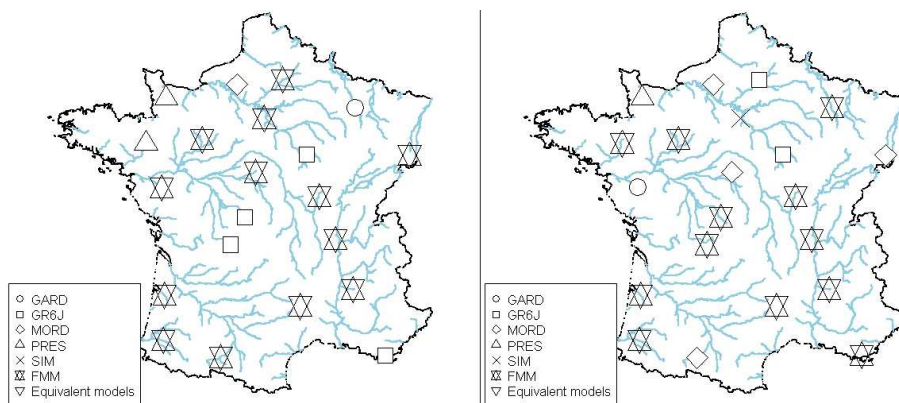 GARD
GR6J
MORD
PRES
SIM
FMM
Equivalent models
GARD
GR6J
MORD
PRES
SIM
FMM
Equivalent models